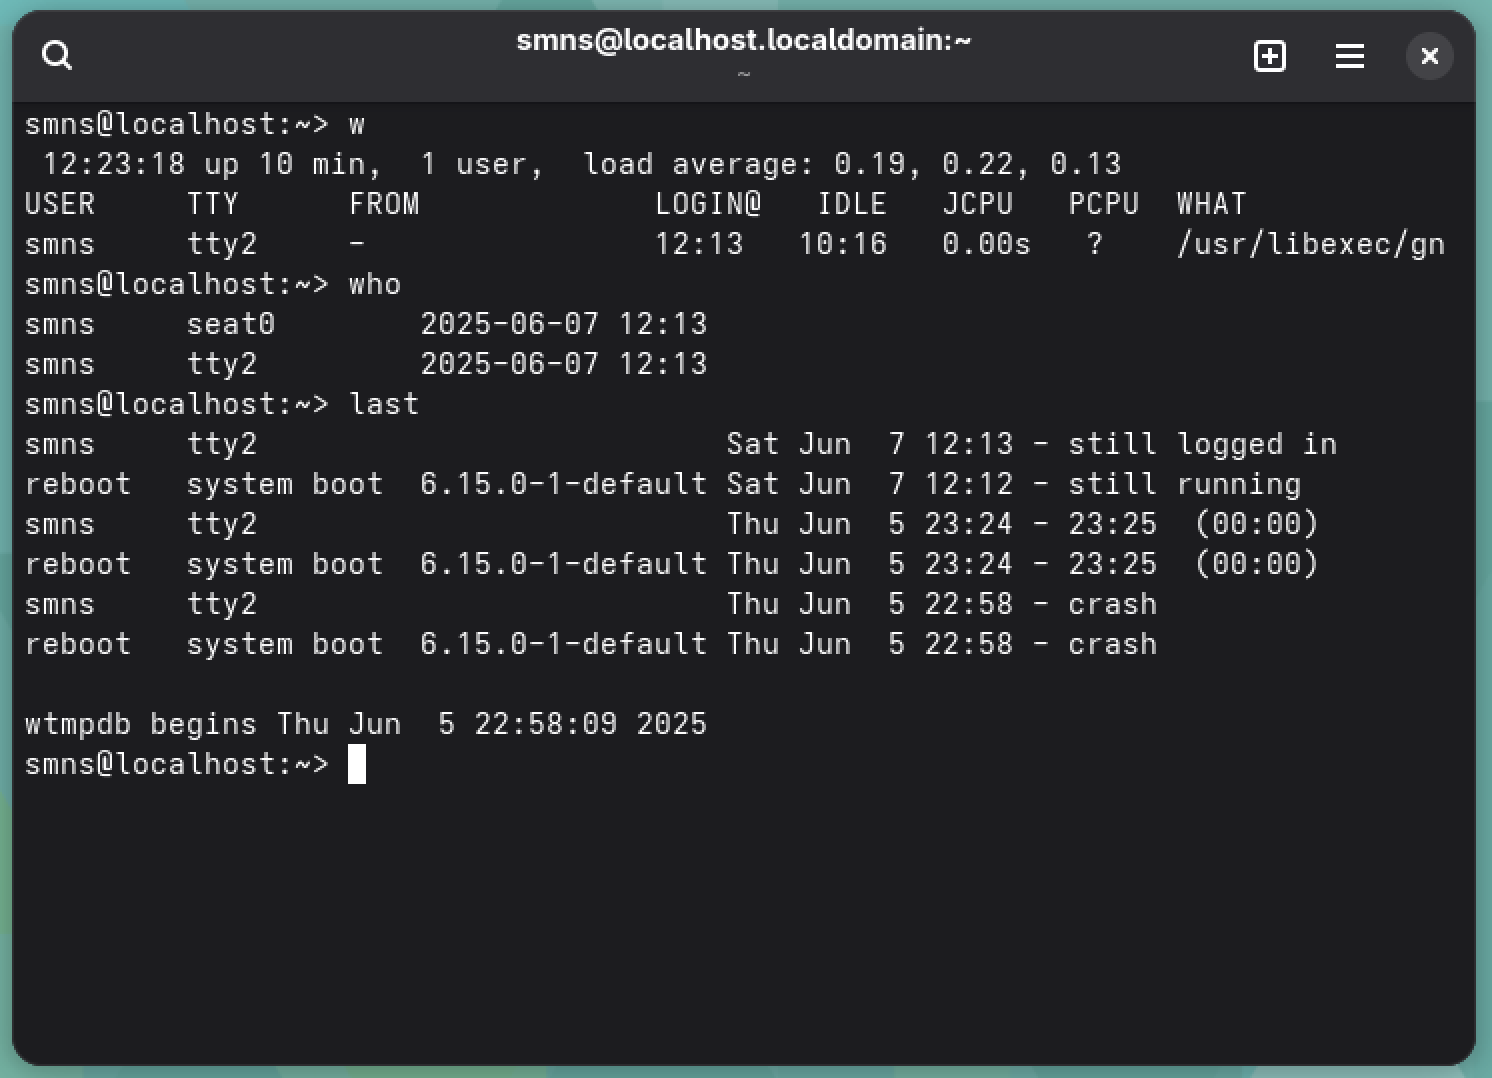 smns@localhost.localdomain:~
~
smns@localhost:~> w
 12:23:18 up 10 min,  1 user,  load average: 0.19, 0.22, 0.13
USER     TTY      FROM             LOGIN@   IDLE   JCPU   PCPU  WHAT
smns     tty2     -                12:13   10:16   0.00s   ?    /usr/libexec/gn
smns@localhost:~> who
smns     seat0        2025-06-07 12:13
smns     tty2         2025-06-07 12:13
smns@localhost:~> last
smns     tty2                          Sat Jun  7 12:13 - still logged in
reboot   system boot  6.15.0-1-default Sat Jun  7 12:12 - still running
smns     tty2                          Thu Jun  5 23:24 - 23:25  (00:00)
reboot   system boot  6.15.0-1-default Thu Jun  5 23:24 - 23:25  (00:00)
smns     tty2                          Thu Jun  5 22:58 - crash
reboot   system boot  6.15.0-1-default Thu Jun  5 22:58 - crash

wtmpdb begins Thu Jun  5 22:58:09 2025
smns@localhost:~>